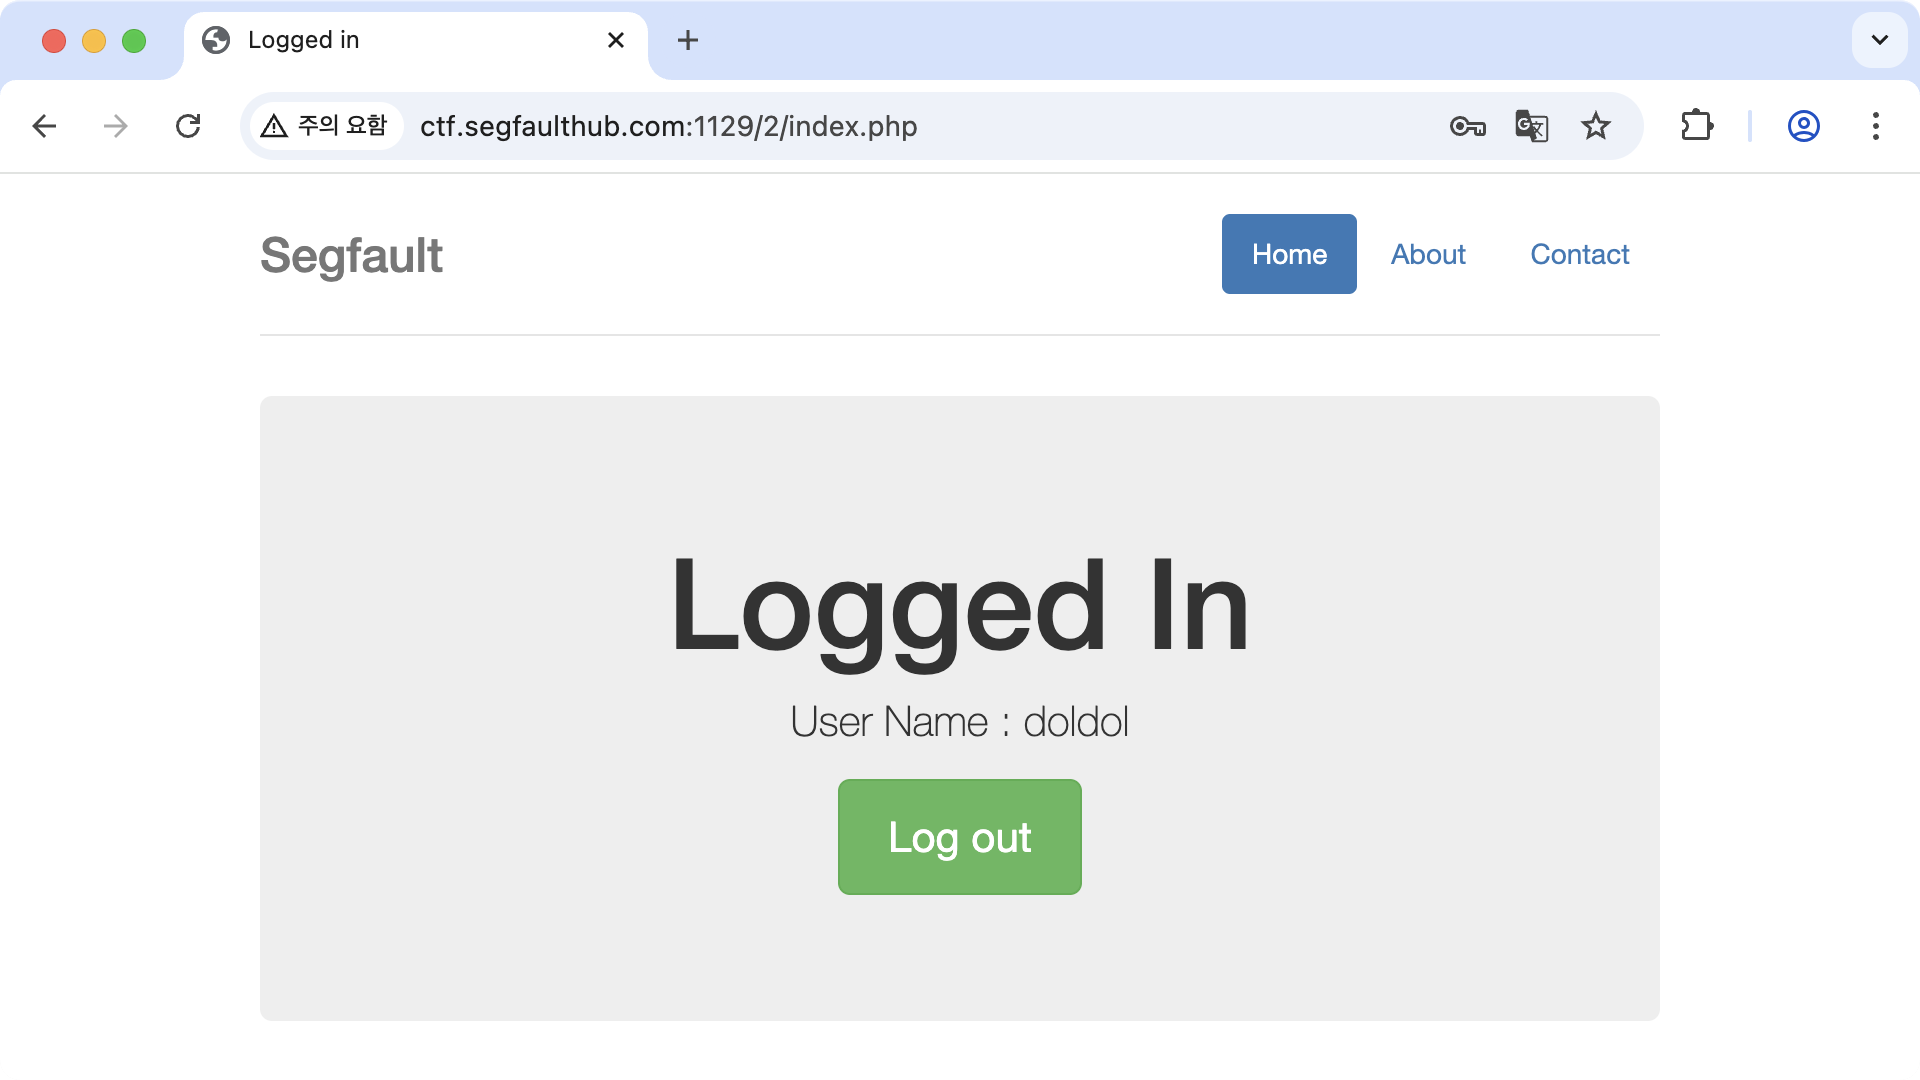 Logged in
주의 요함
ctf.segfaulthub.com:1129/2/index.php
Segfault
Home
About
Contact
Logged In
User Name : doldol
Log out